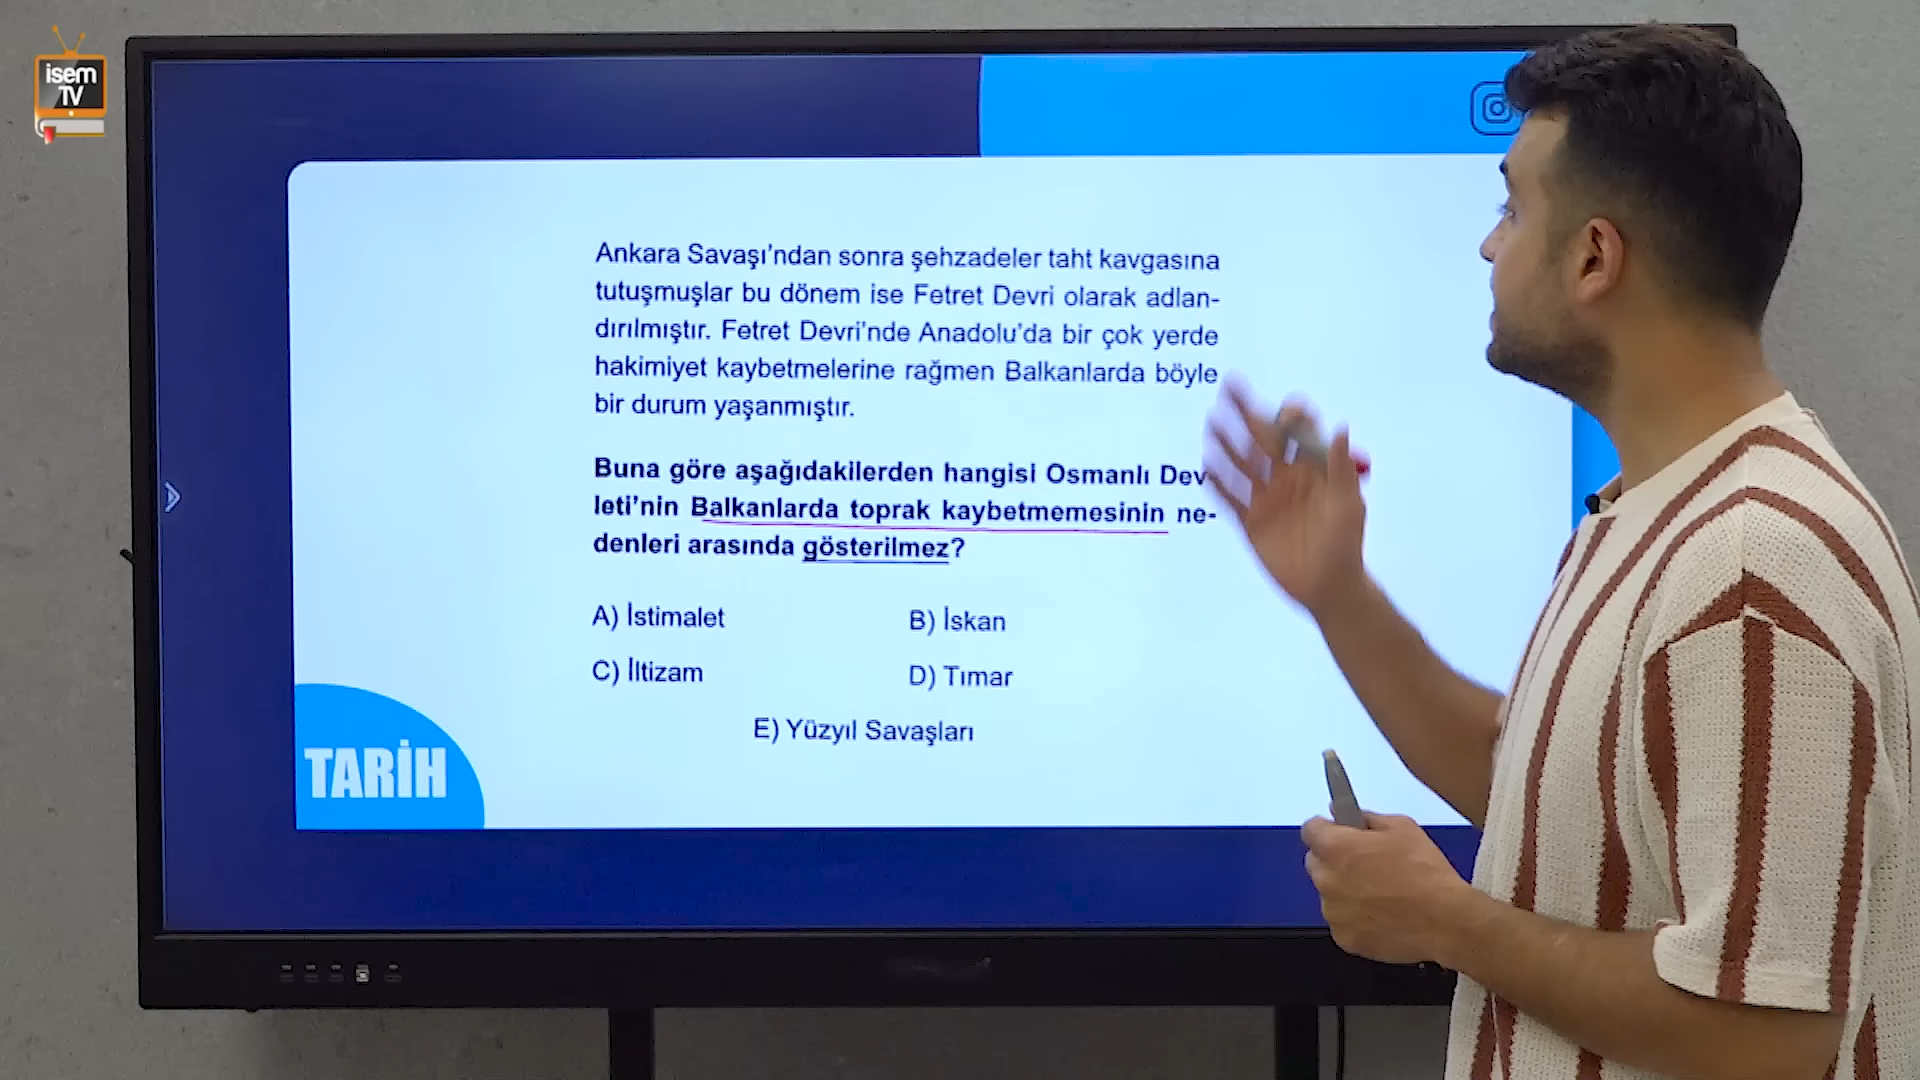 isem
TV
Ankara Savaşı'ndan sonra şehzadeler taht kavgasına
tutuşmuşlar bu dönem ise Fetret Devri olarak adlan-
dırılmıştır. Fetret Devri'nde Anadolu'da bir çok yerde
hakimiyet kaybetmelerine rağmen Balkanlarda böyle
bir durum yaşanmıştır.
Buna göre aşağıdakilerden hangisi Osmanlı Dev-
leti'nin Balkanlarda toprak kaybetmemesinin ne-
denleri arasında gösterilmez?
A) İstimalet
B) İskan
C) İltizam
D) Tımar
E) Yüzyıl Savaşları
TARİH